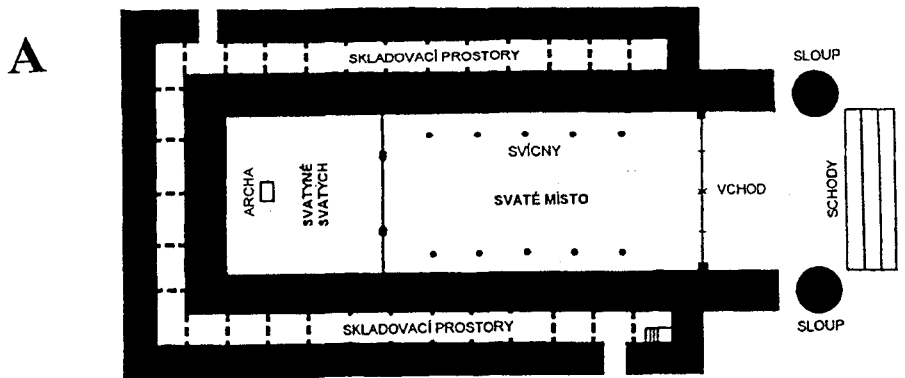 A
SKLADOVACÍ PROSTORY
SLOUP
SVÍCNY
ARCHA
SVATYNĚ
SVATÝCH
SVATÉ MÍSTO
VCHOD
SCHODY
SKLADOVACÍ PROSTORY
SLOUP